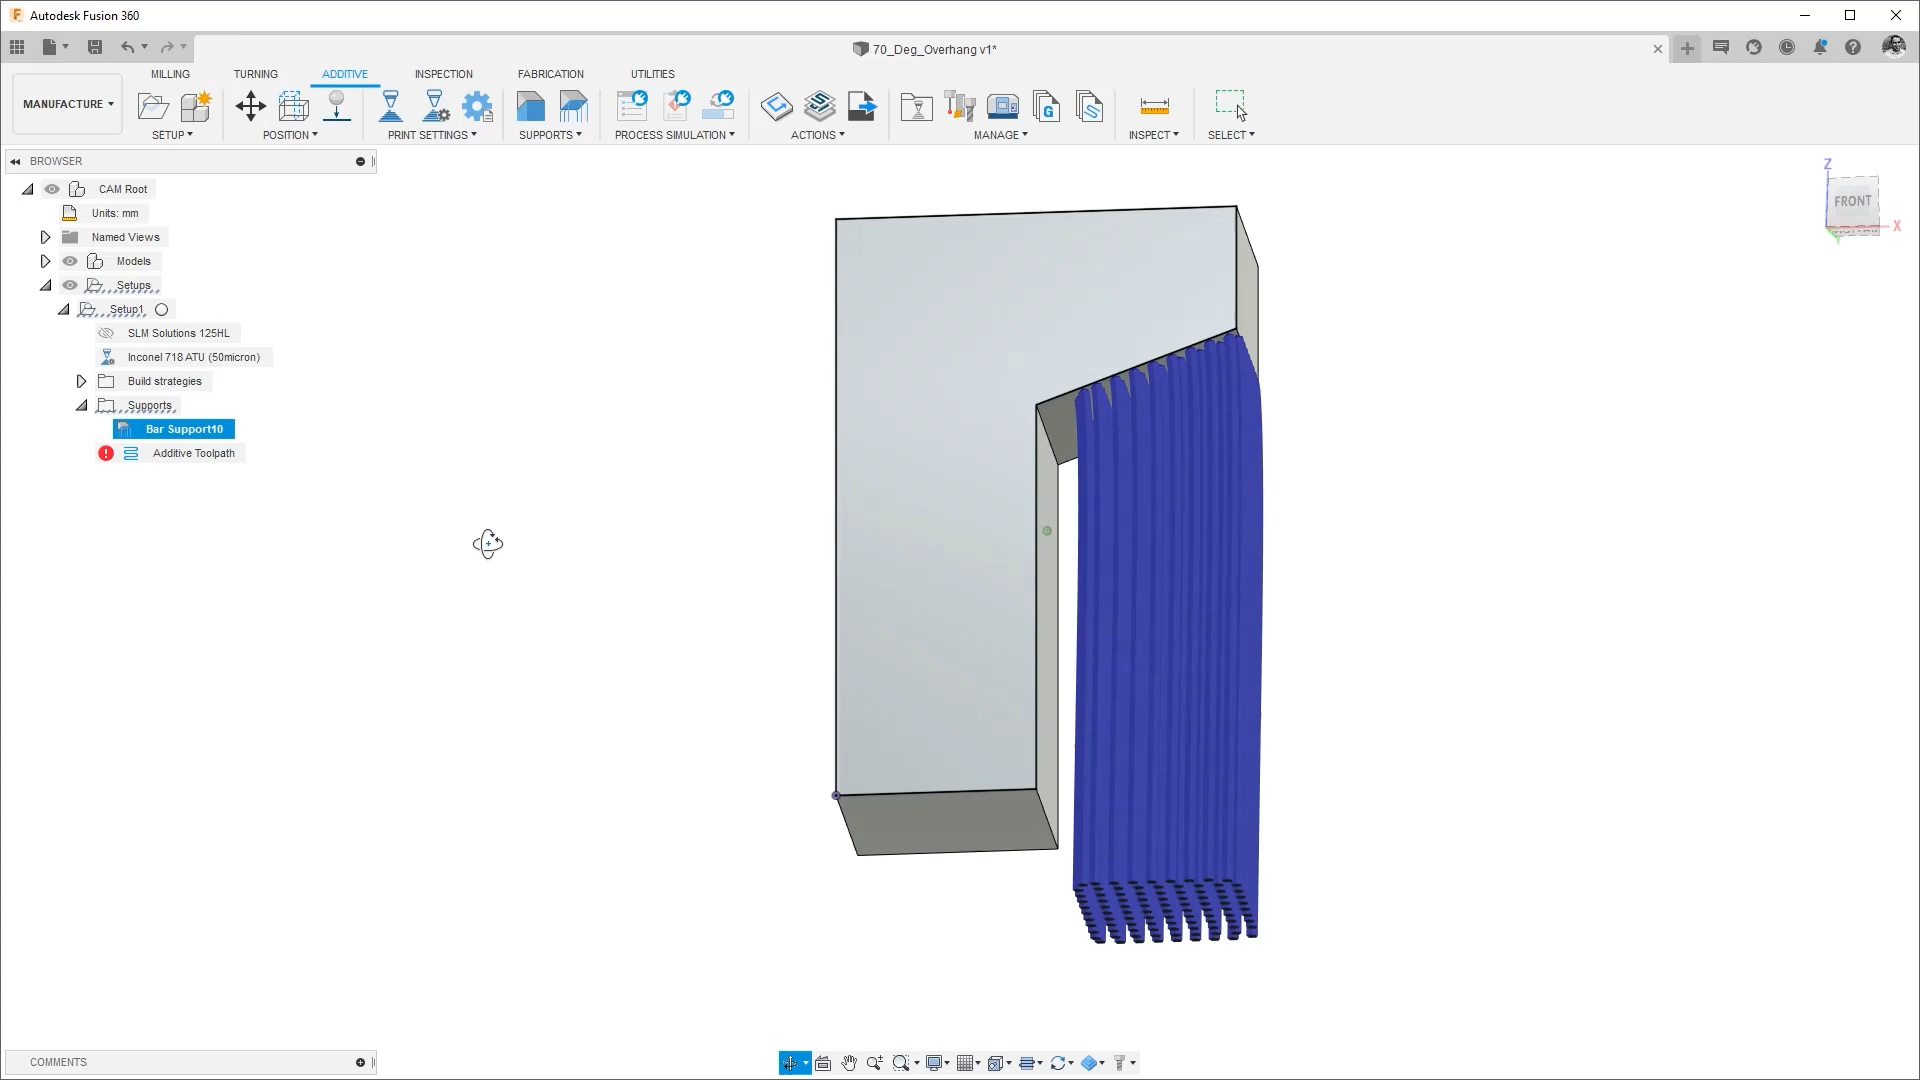 Autodesk Fusion 360
70_Deg_Overhang v1*
MILLING TURNING ADDITIVE INSPECTION FABRICATION UTILITIES
MANUFACTURE
SETUP POSITION PRINT SETTINGS SUPPORTS PROCESS SIMULATION ACTIONS MANAGE INSPECT SELECT
BROWSER
CAM Root
Units: mm
Named Views
Models
Setups
Setup1
SLM Solutions 125HL
Inconel 718 ATU (50micron)
Build strategies
Supports
Bar Support10
Additive Toolpath
Z
FRONT
X
COMMENTS